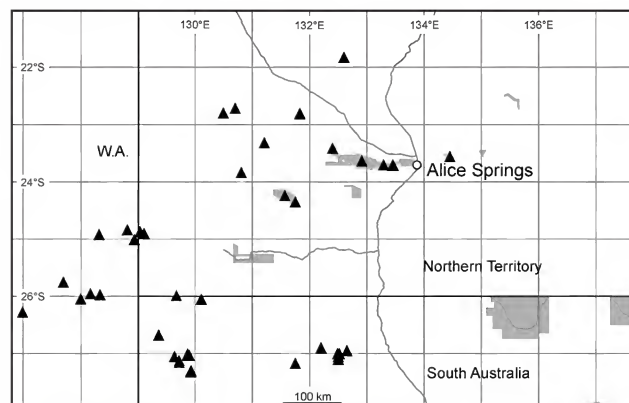 130°E 132°E 134°E 136°E
22°S
W.A.
24°S
Alice Springs
Northern Territory
26°S
South Australia
100 km